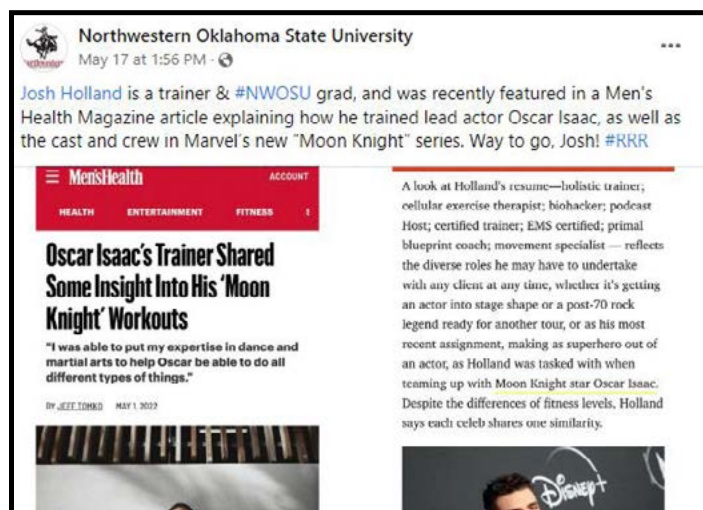 Northwestern Oklahoma State University
May 17 at 1:56 PM ·
Josh Holland is a trainer & #NWOSU grad, and was recently featured in a Men's
Health Magazine article explaining how he trained lead actor Oscar Isaac, as well as
the cast and crew in Marvel's new "Moon Knight" series. Way to go, Josh! #RRR
Men'sHealth
ACCOUNT
HEALTH ENTERTAINMENT FITNESS
Oscar Isaac's Trainer Shared
Some Insight Into His 'Moon
Knight' Workouts
"I was able to put my expertise in dance and
martial arts to help Oscar be able to do all
different types of things."
BY JEFF TOMKO MAY 1, 2022
A look at Holland's resume—holistic trainer;
cellular exercise therapist; biohacker; podcast
Host; certified trainer; EMS certified; primal
blueprint coach; movement specialist — reflects
the diverse roles he may have to undertake
with any client at any time, whether it's getting
an actor into stage shape or a post-70 rock
legend ready for another tour, or as his most
recent assignment, making as superhero out of
an actor, as Holland was tasked with when
teaming up with Moon Knight star Oscar Isaac.
Despite the differences of fitness levels, Holland
says each celeb shares one similarity.
Disney+